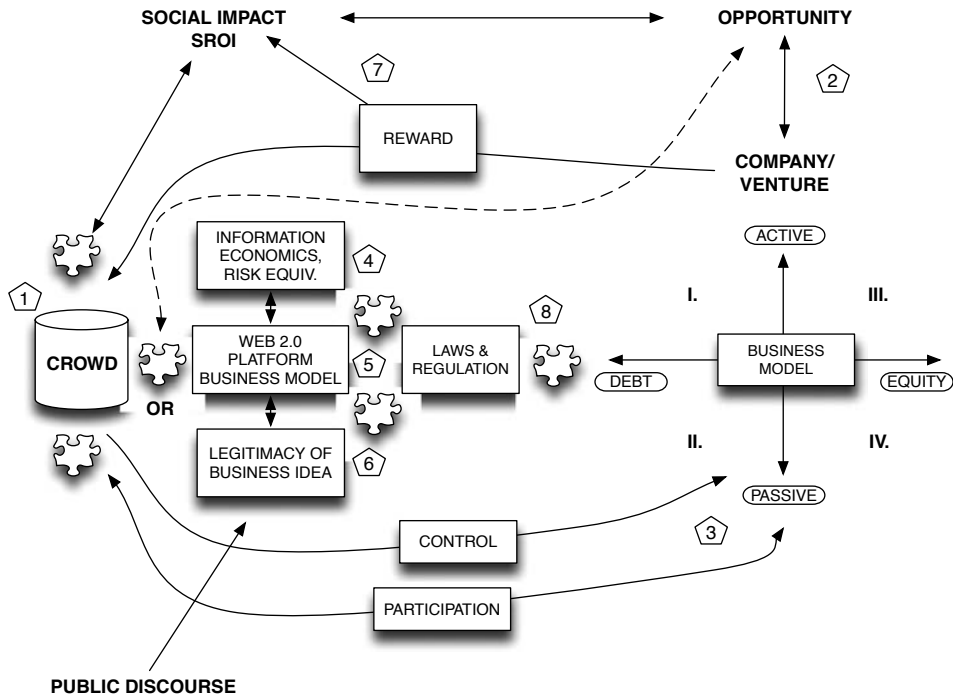 SOCIAL IMPACT
SROI
OPPORTUNITY
7
2
REWARD
COMPANY/
VENTURE
INFORMATION
ECONOMICS,
RISK EQUIV.
4
ACTIVE
1
I.
III.
8
CROWD
WEB 2.0
PLATFORM
BUSINESS MODEL
5
LAWS &
REGULATION
BUSINESS
MODEL
DEBT
EQUITY
OR
LEGITIMACY OF
BUSINESS IDEA
6
II.
IV.
PASSIVE
3
CONTROL
PARTICIPATION
PUBLIC DISCOURSE